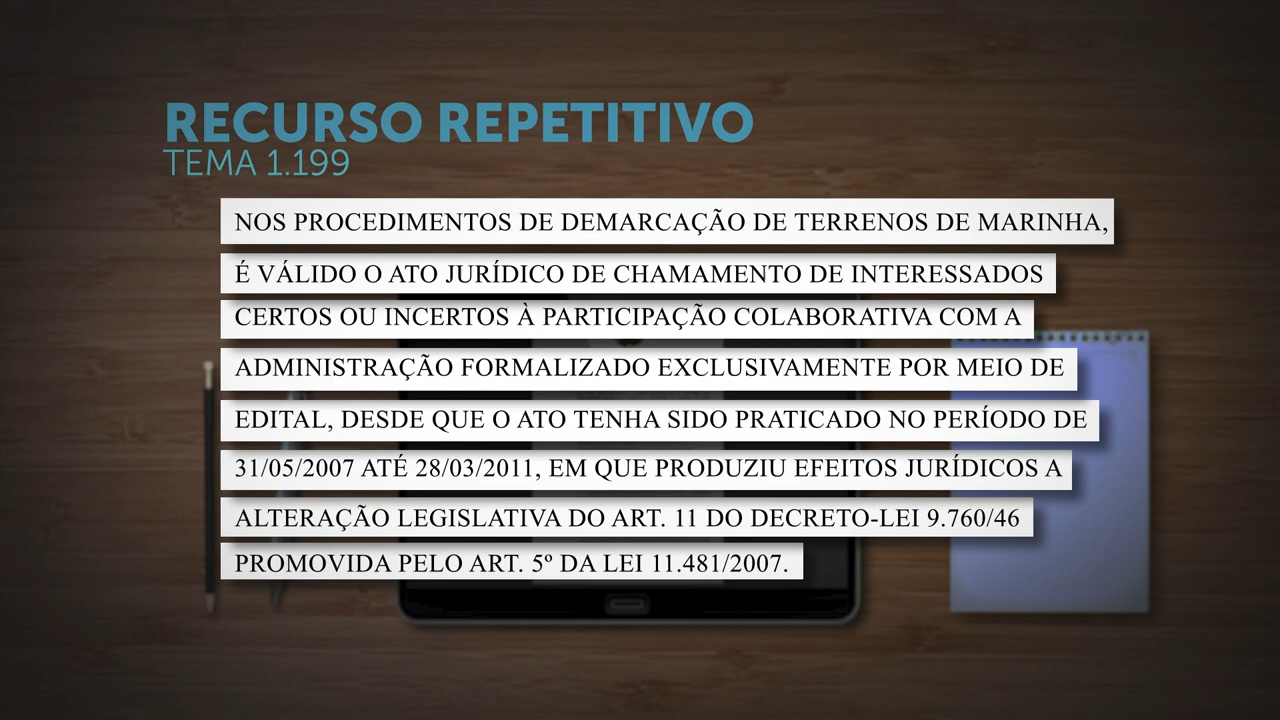 RECURSO REPETITIVO
TEMA 1.199
NOS PROCEDIMENTOS DE DEMARCAÇÃO DE TERRENOS DE MARINHA,
É VÁLIDO O ATO JURÍDICO DE CHAMAMENTO DE INTERESSADOS
CERTOS OU INCERTOS À PARTICIPAÇÃO COLABORATIVA COM A
ADMINISTRAÇÃO FORMALIZADO EXCLUSIVAMENTE POR MEIO DE
EDITAL, DESDE QUE O ATO TENHA SIDO PRATICADO NO PERÍODO DE
31/05/2007 ATÉ 28/03/2011, EM QUE PRODUZIU EFEITOS JURÍDICOS A
ALTERAÇÃO LEGISLATIVA DO ART. 11 DO DECRETO-LEI 9.760/46
PROMOVIDA PELO ART. 5º DA LEI 11.481/2007.